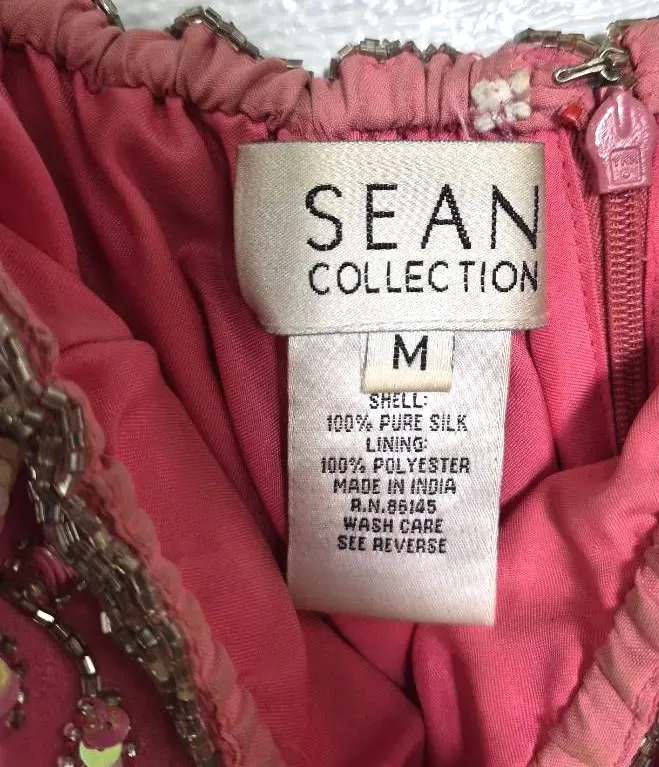 SEAN
COLLECTION
M
SHELL:
100% PURE SILK
LINING:
100% POLYESTER
MADE IN INDIA
R.N.86145
WASH CARE
SEE REVERSE